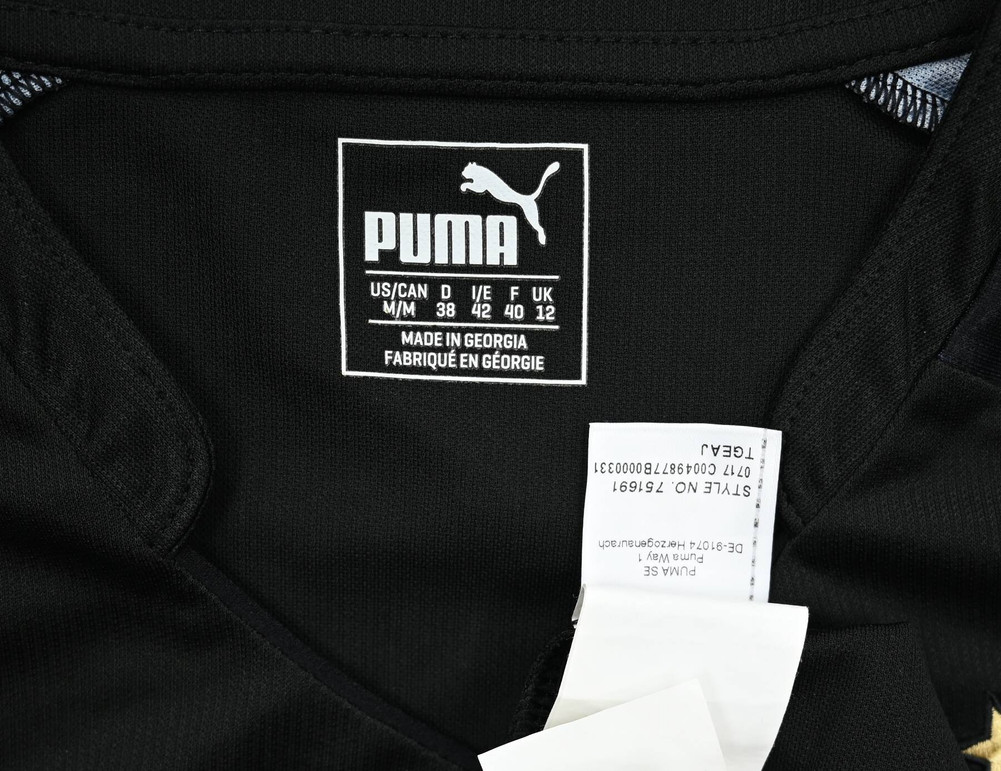 PUMA
US/CAN D I/E F UK
M/M 38 42 40 12
MADE IN GEORGIA
FABRIQUÉ EN GÉORGIE
PUMA SE
Puma Way 1
DE-91074 Herzogenaurach
STYLE NO. 751691
0717 C0049877B0000331
TGEAJ